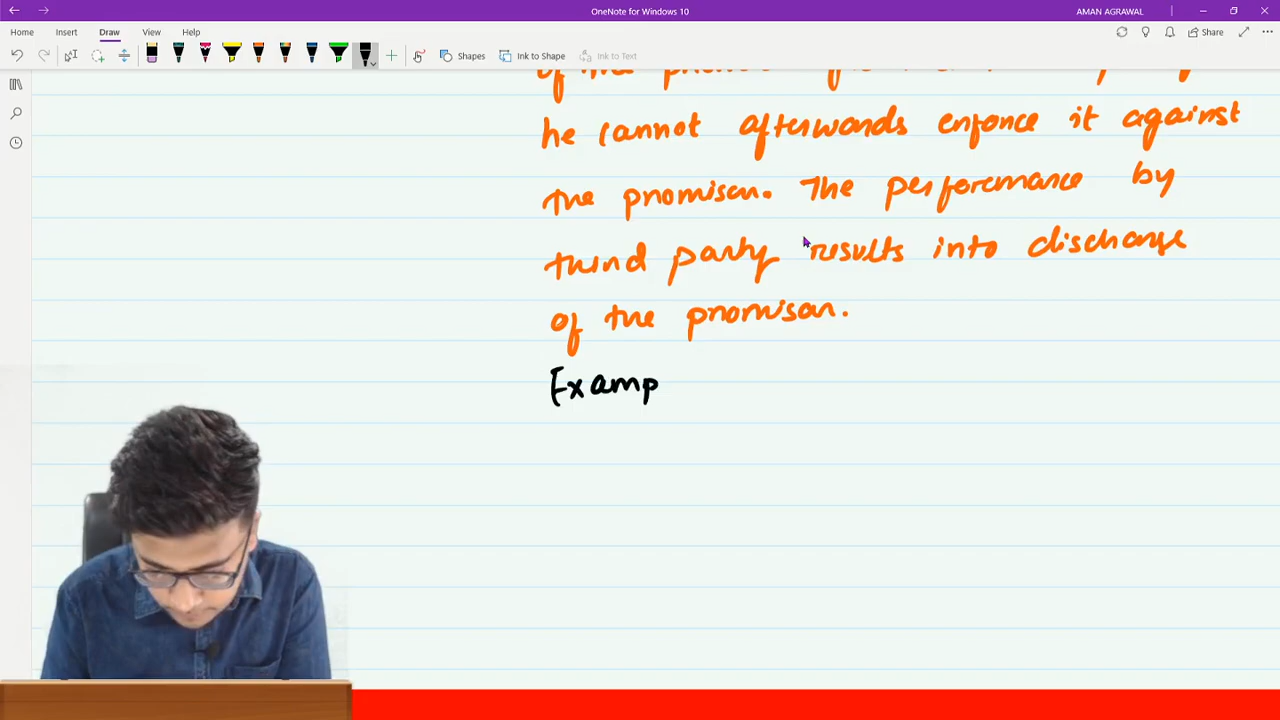 OneNote for Windows 10
AMAN AGRAWAL
Home Insert Draw View Help
Share
Shapes Ink to Shape Ink to Text
of the
he cannot afterwards enforce it against
the promisor. The performance by
third party results into discharge
of the promisor.
Examp